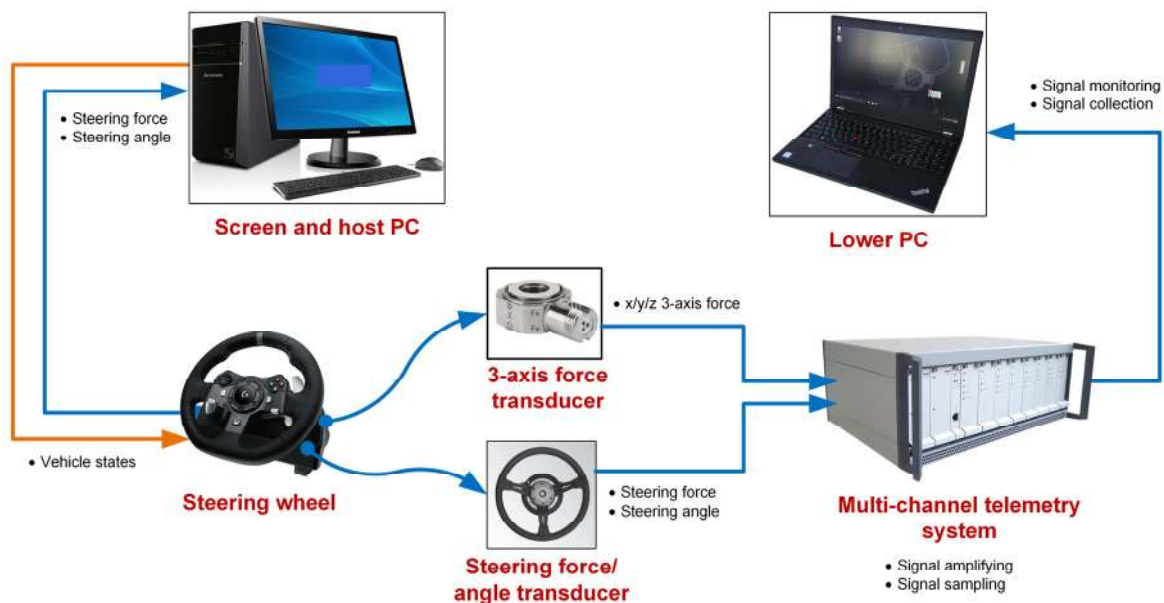 • Steering force
• Steering angle
Screen and host PC
• Signal monitoring
• Signal collection
Lower PC
• x/y/z 3-axis force
3-axis force
transducer
• Vehicle states
Steering wheel
• Steering force
• Steering angle
Steering force/
angle transducer
Multi-channel telemetry
system
• Signal amplifying
• Signal sampling